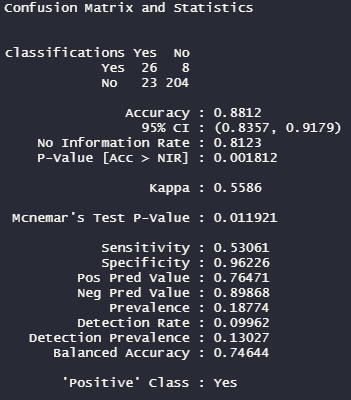 Confusion Matrix and Statistics
classifications Yes No
Yes 26 8
No 23 204
Accuracy : 0.8812
95% CI : (0.8357, 0.9179)
No Information Rate : 0.8123
P-Value [Acc > NIR] : 0.001812
Kappa : 0.5586
Mcnemar's Test P-Value : 0.011921
Sensitivity : 0.53061
Specificity : 0.96226
Pos Pred Value : 0.76471
Neg Pred Value : 0.89868
Prevalence : 0.18774
Detection Rate : 0.09962
Detection Prevalence : 0.13027
Balanced Accuracy : 0.74644
'Positive' Class : Yes